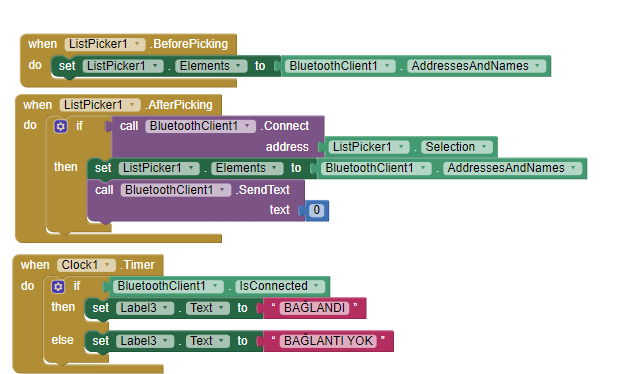 when ListPicker1 .BeforePicking
do set ListPicker1 . Elements to BluetoothClient1 . AddressesAndNames
when ListPicker1 .AfterPicking
do if call BluetoothClient1 .Connect
address ListPicker1 . Selection
then set ListPicker1 . Elements to BluetoothClient1 . AddressesAndNames
call BluetoothClient1 .SendText
text 0
when Clock1 .Timer
do if BluetoothClient1 . IsConnected
then set Label3 . Text to “ BAĞLANDI ”
else set Label3 . Text to “ BAĞLANTI YOK ”